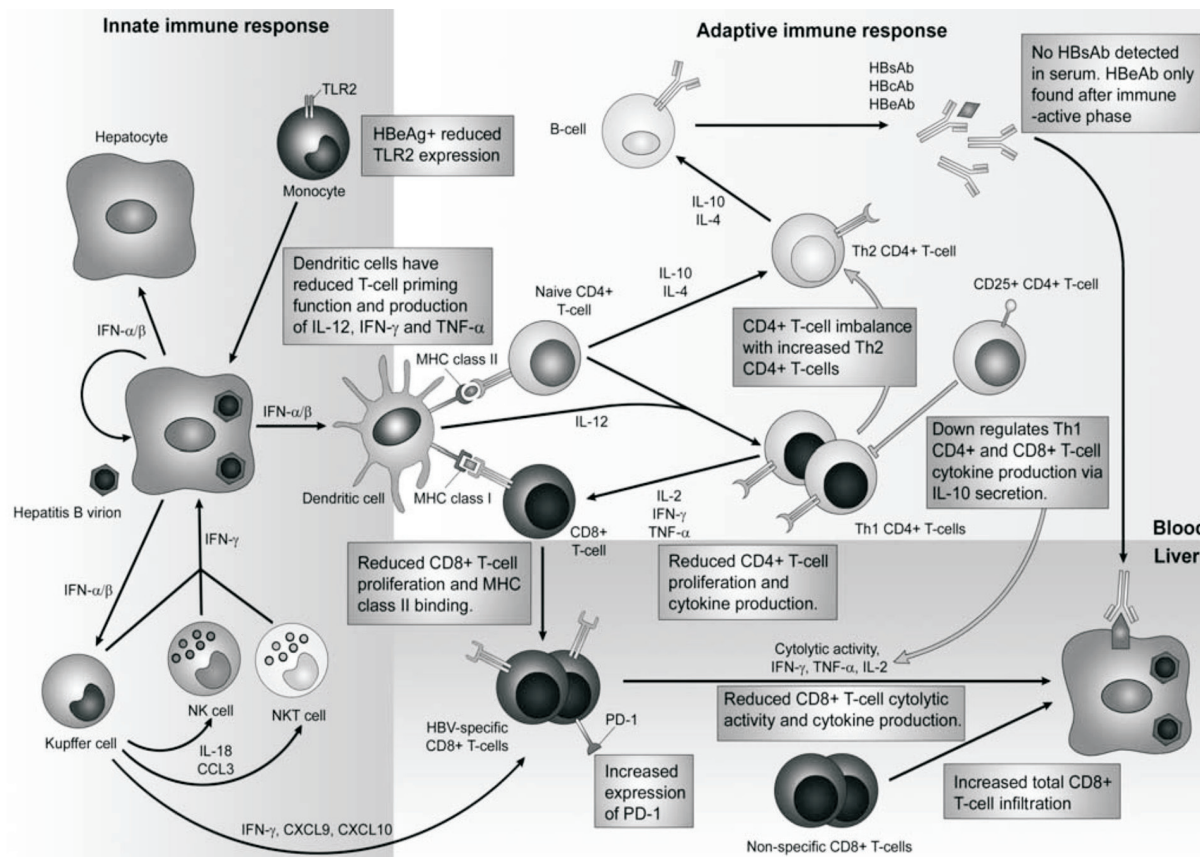 Innate immune response
Adaptive immune response
TLR2
Hepatocyte
HBeAg+ reduced
TLR2 expression
Monocyte
B-cell
HBsAb
HBcAb
HBeAb
No HBsAb detected
in serum. HBeAb only
found after immune
-active phase
IL-10
IL-4
Th2 CD4+ T-cell
Dendritic cells have
reduced T-cell priming
function and production
of IL-12, IFN-γ and TNF-α
Naive CD4+
T-cell
IL-10
IL-4
CD25+ CD4+ T-cell
CD4+ T-cell imbalance
with increased Th2
CD4+ T-cells
IFN-α/β
MHC class II
IFN-α/β
IL-12
Down regulates Th1
CD4+ and CD8+ T-cell
cytokine production via
IL-10 secretion.
Dendritic cell
MHC class I
Hepatitis B virion
CD8+
T-cell
IL-2
IFN-γ
TNF-α
Th1 CD4+ T-cells
Blood
Liver
IFN-γ
IFN-α/β
Reduced CD8+ T-cell
proliferation and MHC
class II binding.
Reduced CD4+ T-cell
proliferation and
cytokine production.
Cytolytic activity,
IFN-γ, TNF-α, IL-2
Reduced CD8+ T-cell cytolytic
activity and cytokine production.
Kupffer cell
NK cell
NKT cell
IL-18
CCL3
HBV-specific
CD8+ T-cells
PD-1
Increased
expression
of PD-1
Increased total CD8+
T-cell infiltration
IFN-γ, CXCL9, CXCL10
Non-specific CD8+ T-cells